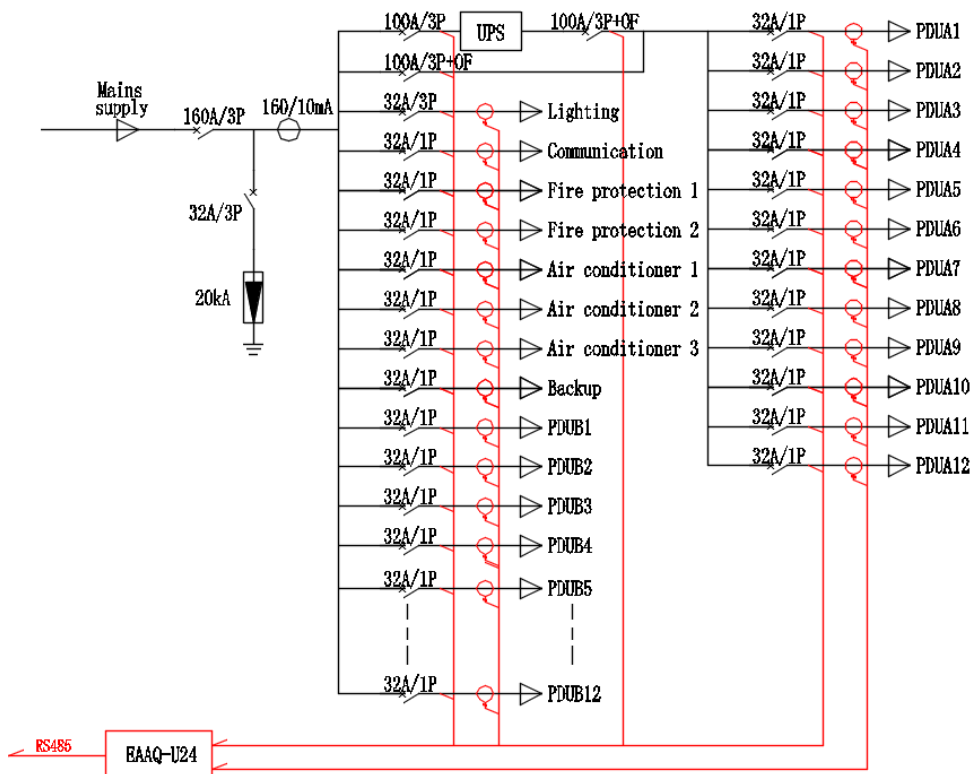 100A/3P
UPS
100A/3P+OF
32A/1P
PDUA1
100A/3P+OF
32A/1P
PDUA2
Mains
supply
160A/3P
160/10mA
32A/3P
Lighting
32A/1P
PDUA3
32A/1P
Communication
32A/1P
PDUA4
32A/1P
Fire protection 1
32A/1P
PDUA5
32A/3P
32A/1P
Fire protection 2
32A/1P
PDUA6
32A/1P
Air conditioner 1
32A/1P
PDUA7
20kA
32A/1P
Air conditioner 2
32A/1P
PDUA8
32A/1P
Air conditioner 3
32A/1P
PDUA9
32A/1P
Backup
32A/1P
PDUA10
32A/1P
PDUB1
32A/1P
PDUA11
32A/1P
PDUB2
32A/1P
PDUA12
32A/1P
PDUB3
32A/1P
PDUB4
32A/1P
PDUB5
32A/1P
PDUB12
RS485
EAAQ-U24